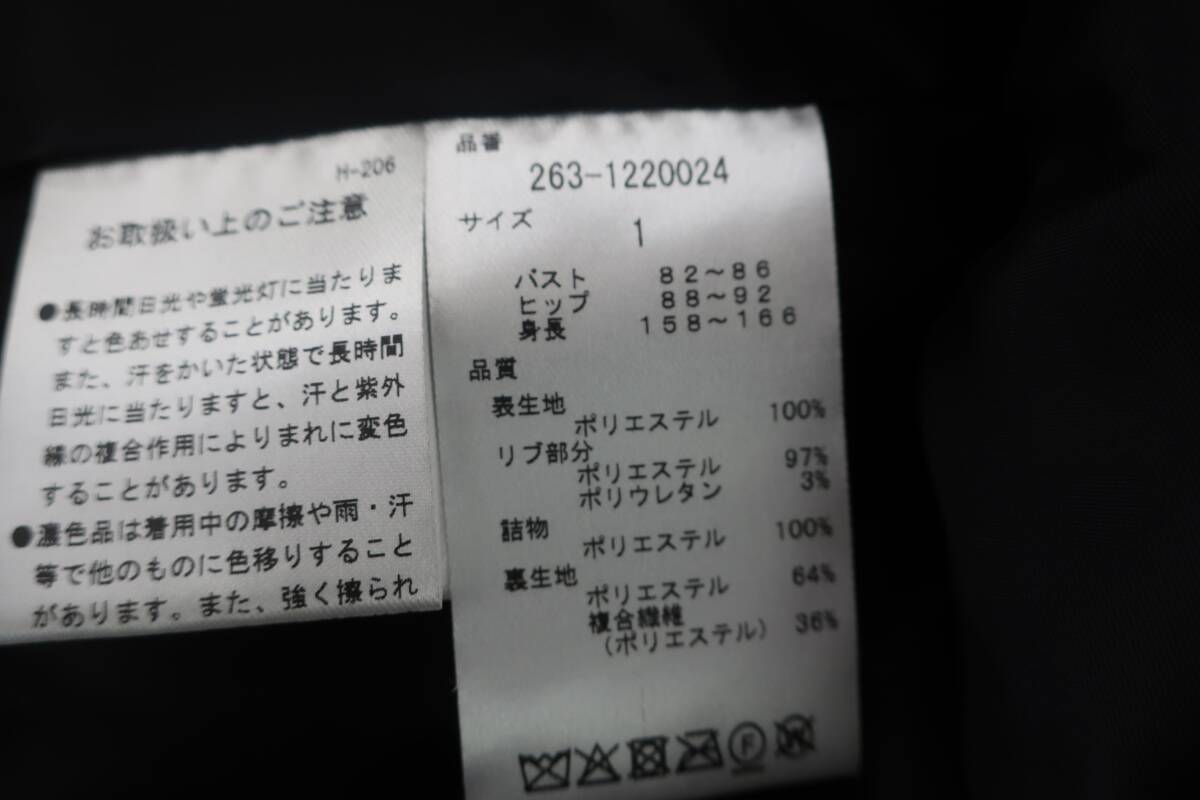 H-206
お取扱い上のご注意
●長時間日光や蛍光灯に当たりま
すと色あせすることがあります。
また、汗をかいた状態で長時間
日光に当たりますと、汗と紫外
線の複合作用によりまれに変色
することがあります。
●濃色品は着用中の摩擦や雨・汗
等で他のものに色移りすること
があります。また、強く擦られ
品番
263-1220024
サイズ
1
バスト 82~86
ヒップ 88~92
身長 158~166
品質
表生地
ポリエステル 100%
リブ部分
ポリエステル 97%
ポリウレタン 3%
詰物
ポリエステル 100%
裏生地
ポリエステル 64%
複合繊維
(ポリエステル) 36%
F